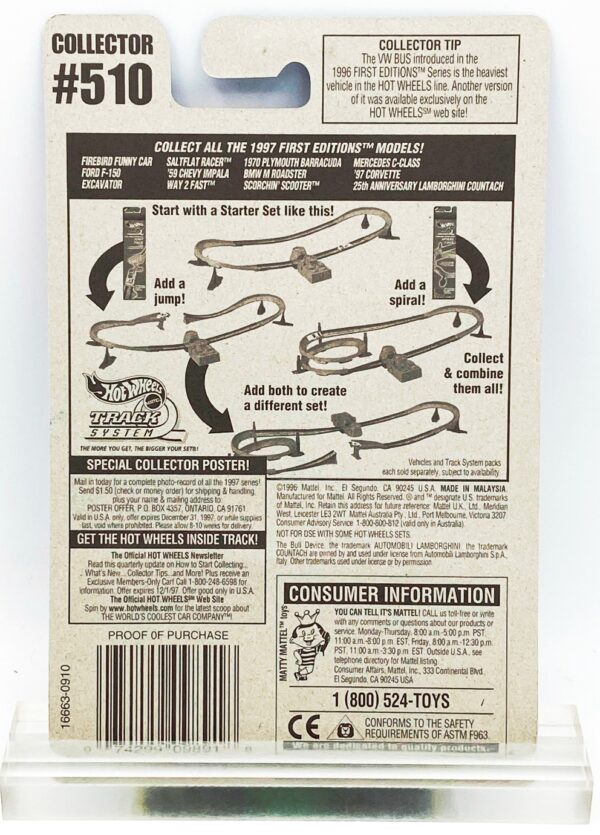 COLLECTOR
#510
COLLECTOR TIP
The VW BUS introduced in the
1996 FIRST EDITIONS™ Series is the heaviest
vehicle in the HOT WHEELS line. Another version
of it was available exclusively on the
HOT WHEELS℠ web site!
COLLECT ALL THE 1997 FIRST EDITIONS™ MODELS!
FIREBIRD FUNNY CAR SALTFLAT RACER™ 1970 PLYMOUTH BARRACUDA MERCEDES C-CLASS
FORD F-150 '59 CHEVY IMPALA BMW M ROADSTER '97 CORVETTE
EXCAVATOR WAY 2 FAST™ SCORCHIN' SCOOTER™ 25th ANNIVERSARY LAMBORGHINI COUNTACH
Start with a Starter Set like this!
Add a
jump!
Add a
spiral!
Collect
& combine
them all!
Add both to create
a different set!
HOT WHEELS
TRACK
SYSTEM
THE MORE YOU GET, THE BIGGER YOUR SETS!
Vehicles and Track System packs
each sold separately, subject to availability.
SPECIAL COLLECTOR POSTER!
Mail in today for a complete photo-record of all the 1997 series!
Send $1.50 (check or money order) for shipping & handling,
plus your name & mailing address to:
POSTER OFFER, P.O. BOX 4357, ONTARIO, CA 91761
Valid in U.S.A. only, offer expires December 31, 1997, or while supplies
last, void where prohibited. Please allow 8-10 weeks for delivery.
GET THE HOT WHEELS INSIDE TRACK!
The Official HOT WHEELS Newsletter
Read this quarterly update on How to Start Collecting...
What's New... Collector Tips...and More! Plus receive an
Exclusive Members-Only Car! Call 1-800-248-6598 for
information. Offer expires 12/1/97. Offer good only in U.S.A.
The Official HOT WHEELS℠ Web Site
Spin by www.hotwheels.com for the latest scoop about
THE WORLD'S COOLEST CAR COMPANY™!
©1996 Mattel, Inc., El Segundo, CA 90245 U.S.A. MADE IN MALAYSIA.
Manufactured for Mattel. All Rights Reserved. ® and ™ designate U.S. trademarks
of Mattel, Inc. Retain this address for future reference: Mattel U.K., Ltd., Meridian
West, Leicester LE3 2WT. Mattel Australia Pty., Ltd., Port Melbourne, Victoria 3207
Consumer Advisory Service 1-800-800-812 (valid only in Australia).
NOT FOR USE WITH SOME HOT WHEELS SETS.
The Bull Device, the trademark AUTOMOBILI LAMBORGHINI, the trademark
COUNTACH are owned by and used under license from Automobili Lamborghini S.p.A.,
Italy. Other trademarks used under license or by permission.
PROOF OF PURCHASE
16663-0910
0 74299 09891 8
CONSUMER INFORMATION
MATTY MATTEL™ toys
YOU CAN TELL IT'S MATTEL! CALL us toll-free or write
with any comments or questions about our products or
service. Monday-Thursday, 8:00 a.m.-5:00 p.m. PST,
11:00 a.m.-8:00 p.m. EST, Friday, 8:00 a.m.-12:30 p.m.
PST, 11:00 a.m.-3:30 p.m. EST. Outside U.S.A., see
telephone directory for Mattel listing.
Consumer Affairs, Mattel, Inc., 333 Continental Blvd.
El Segundo, CA 90245 USA
1 (800) 524-TOYS
CE
CONFORMS TO THE SAFETY
REQUIREMENTS OF ASTM F963.
We are dedicated to quality products.